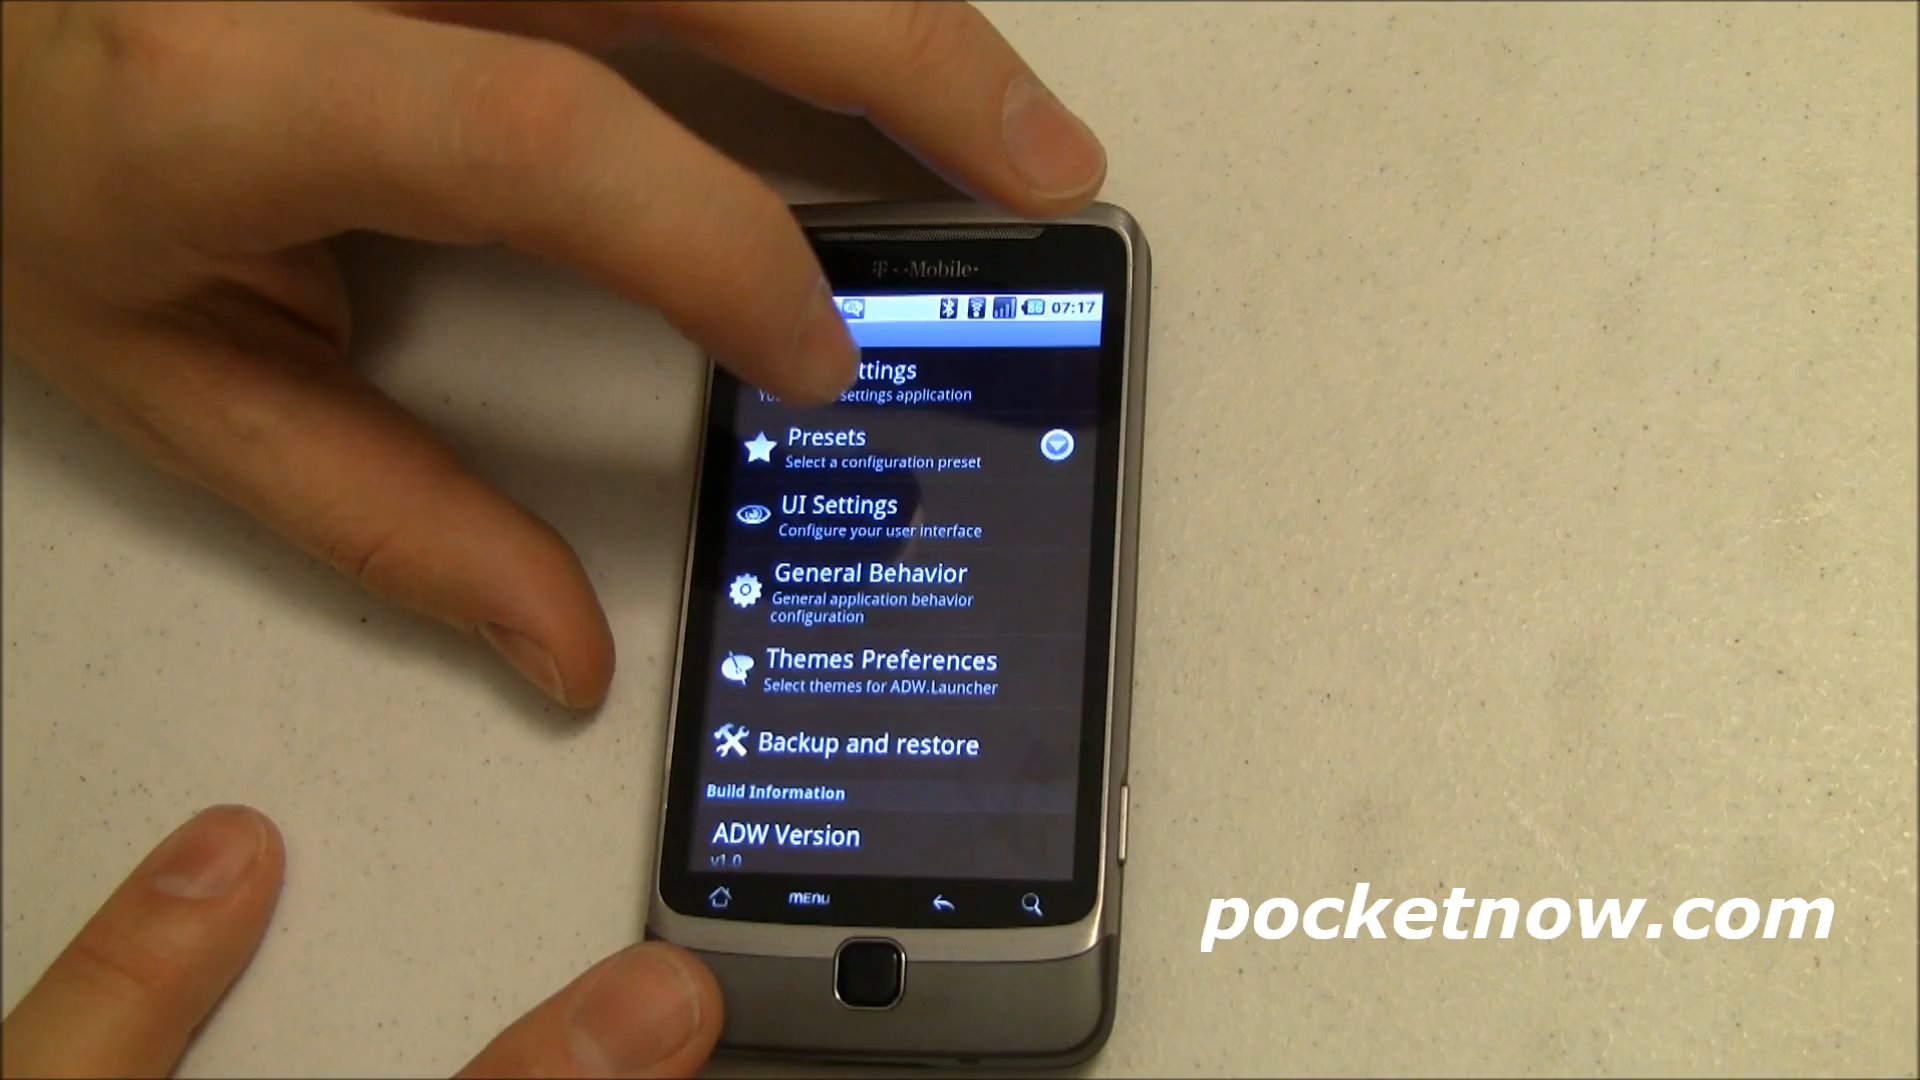 T··Mobile·
07:17
ttings
settings application
Presets
Select a configuration preset
UI Settings
Configure your user interface
General Behavior
General application behavior
configuration
Themes Preferences
Select themes for ADW.Launcher
Backup and restore
Build Information
ADW Version
v1.0
menu
pocketnow.com